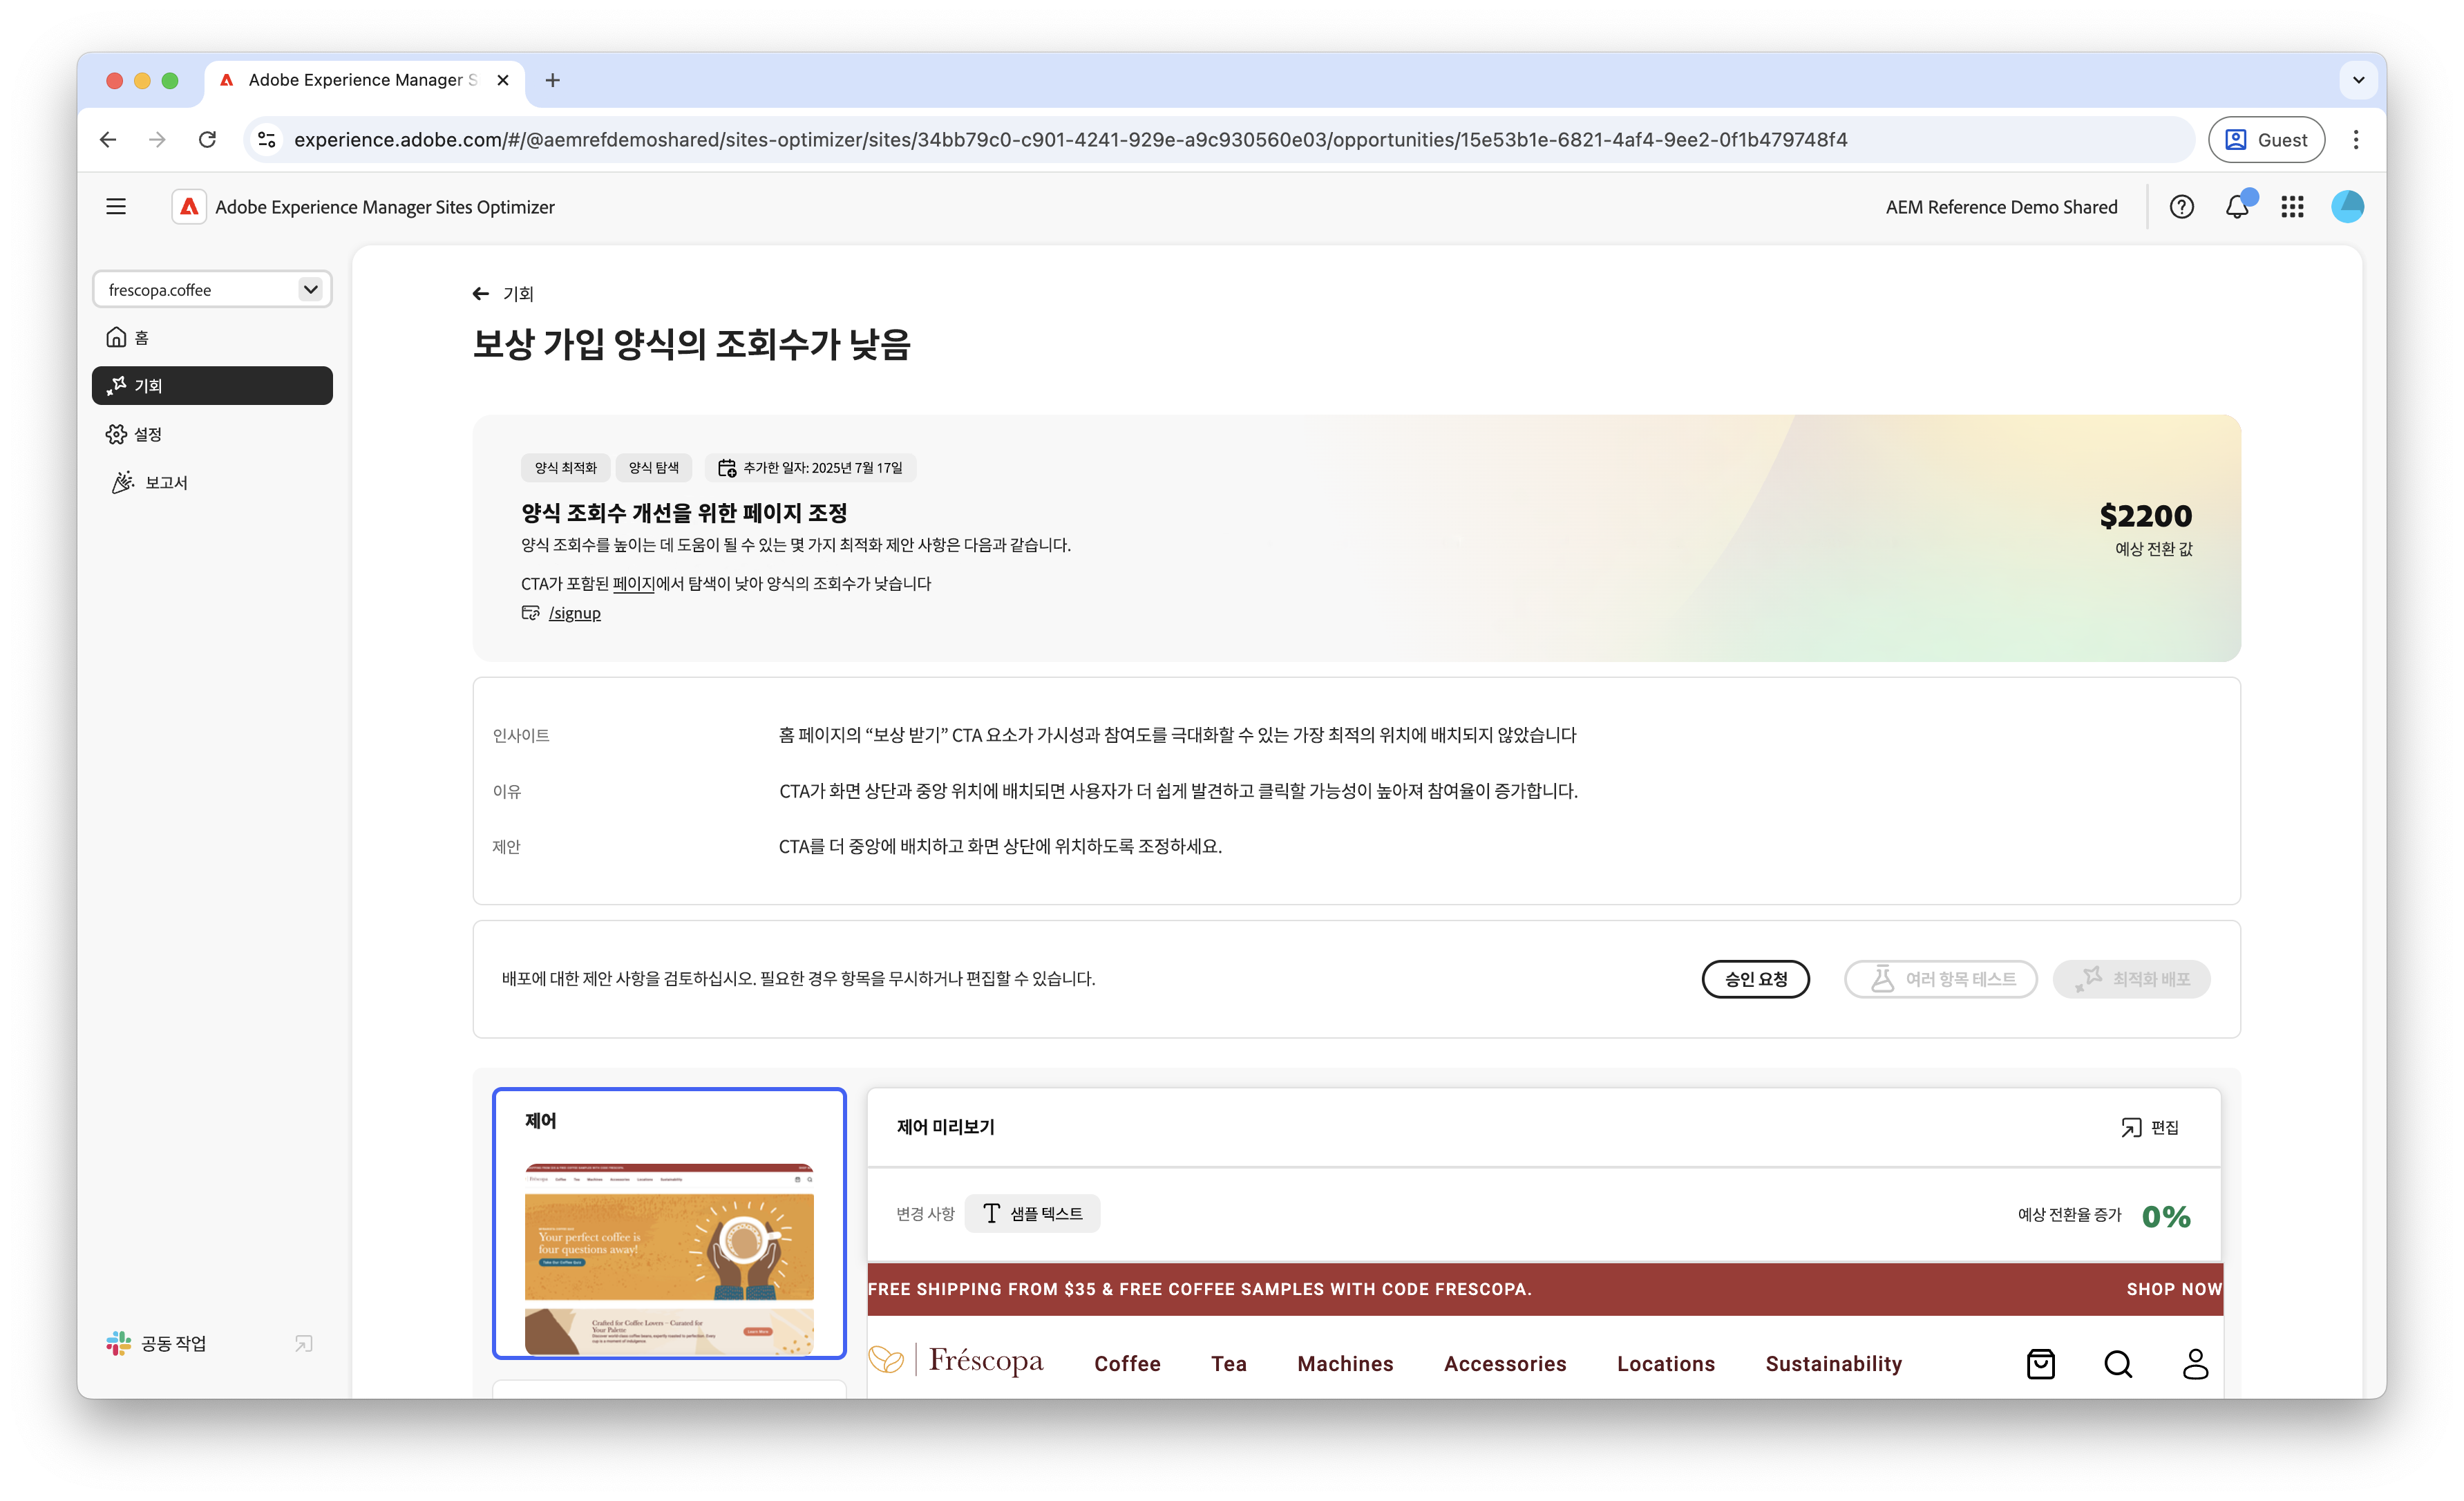 Adobe Experience Manager S
experience.adobe.com/#/@aemrefdemoshared/sites-optimizer/sites/34bb79c0-c901-4241-929e-a9c930560e03/opportunities/15e53b1e-6821-4af4-9ee2-0f1b479748f4
Guest
Adobe Experience Manager Sites Optimizer
AEM Reference Demo Shared
frescopa.coffee
홈
기회
설정
보고서
공동 작업
기회
보상 가입 양식의 조회수가 낮음
양식 최적화
양식 탐색
추가한 일자: 2025년 7월 17일
양식 조회수 개선을 위한 페이지 조정
양식 조회수를 높이는 데 도움이 될 수 있는 몇 가지 최적화 제안 사항은 다음과 같습니다.
CTA가 포함된 페이지에서 탐색이 낮아 양식의 조회수가 낮습니다
/signup
$2200
예상 전환 값
인사이트
홈 페이지의 “보상 받기” CTA 요소가 가시성과 참여도를 극대화할 수 있는 가장 최적의 위치에 배치되지 않았습니다
이유
CTA가 화면 상단과 중앙 위치에 배치되면 사용자가 더 쉽게 발견하고 클릭할 가능성이 높아져 참여율이 증가합니다.
제안
CTA를 더 중앙에 배치하고 화면 상단에 위치하도록 조정하세요.
배포에 대한 제안 사항을 검토하십시오. 필요한 경우 항목을 무시하거나 편집할 수 있습니다.
승인 요청
여러 항목 테스트
최적화 배포
제어
Fréscopa Coffee Tea Machines Accessories Locations Sustainability
Your perfect coffee is
four questions away!
Take Our Coffee Quiz
Crafted for Coffee Lovers – Curated for
Your Palette
Learn More
제어 미리보기
편집
변경 사항
샘플 텍스트
예상 전환율 증가
0%
FREE SHIPPING FROM $35 & FREE COFFEE SAMPLES WITH CODE FRESCOPA.
SHOP NOW
Fréscopa
Coffee
Tea
Machines
Accessories
Locations
Sustainability